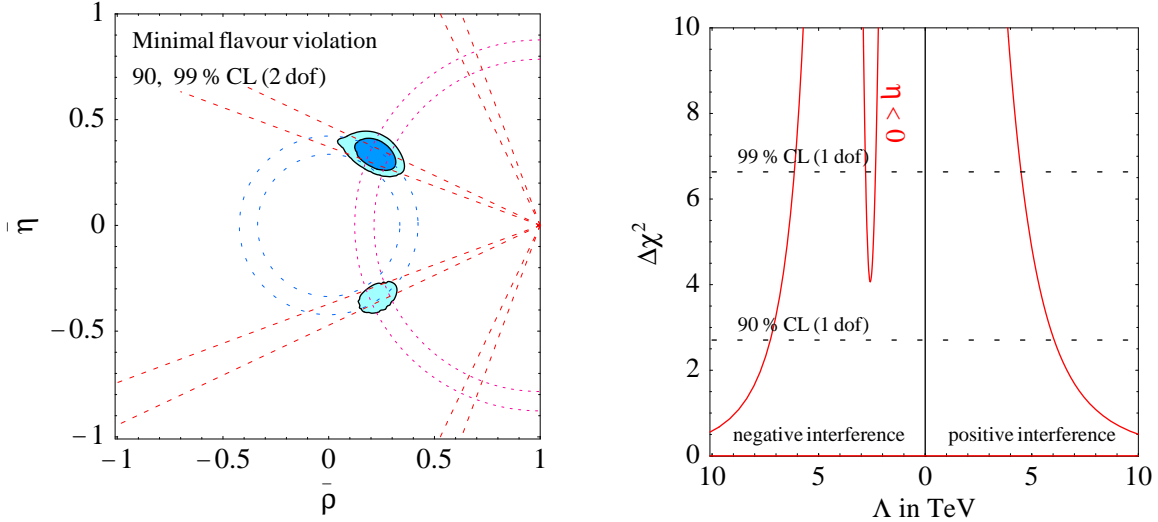 Minimal flavour violation
90, 99 % CL (2 dof)
1
0.5
0
−0.5
−1
η̄
−1
−0.5
0
0.5
1
ρ̄
10
8
6
4
2
0
Δχ²
η < 0
99 % CL (1 dof)
90 % CL (1 dof)
negative interference
positive interference
10
5
0
5
10
Λ in TeV